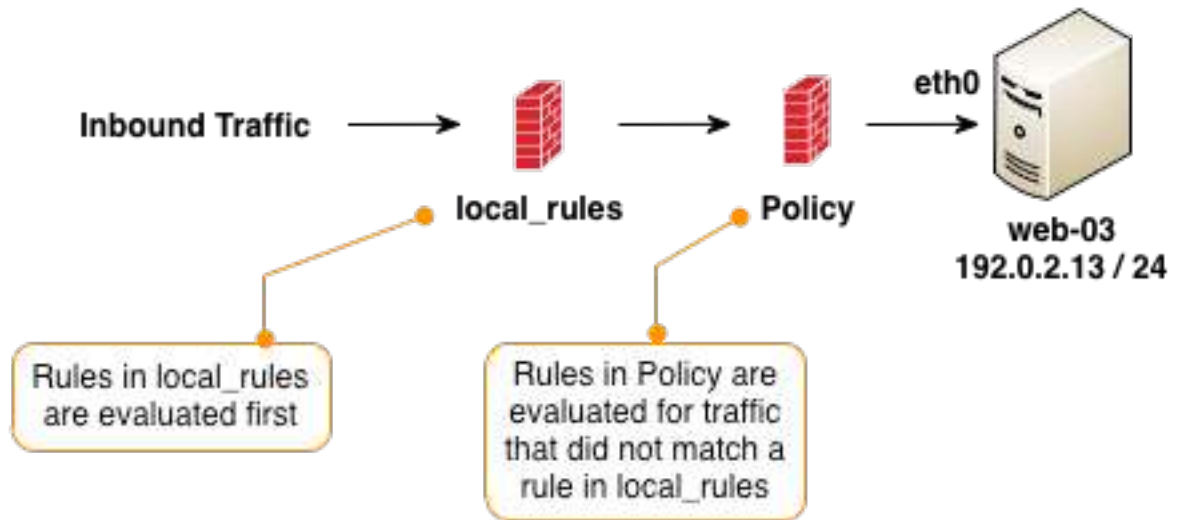 eth0
Inbound Traffic
local_rules
Policy
web-03
192.0.2.13 / 24
Rules in local_rules
are evaluated first
Rules in Policy are
evaluated for traffic
that did not match a
rule in local_rules